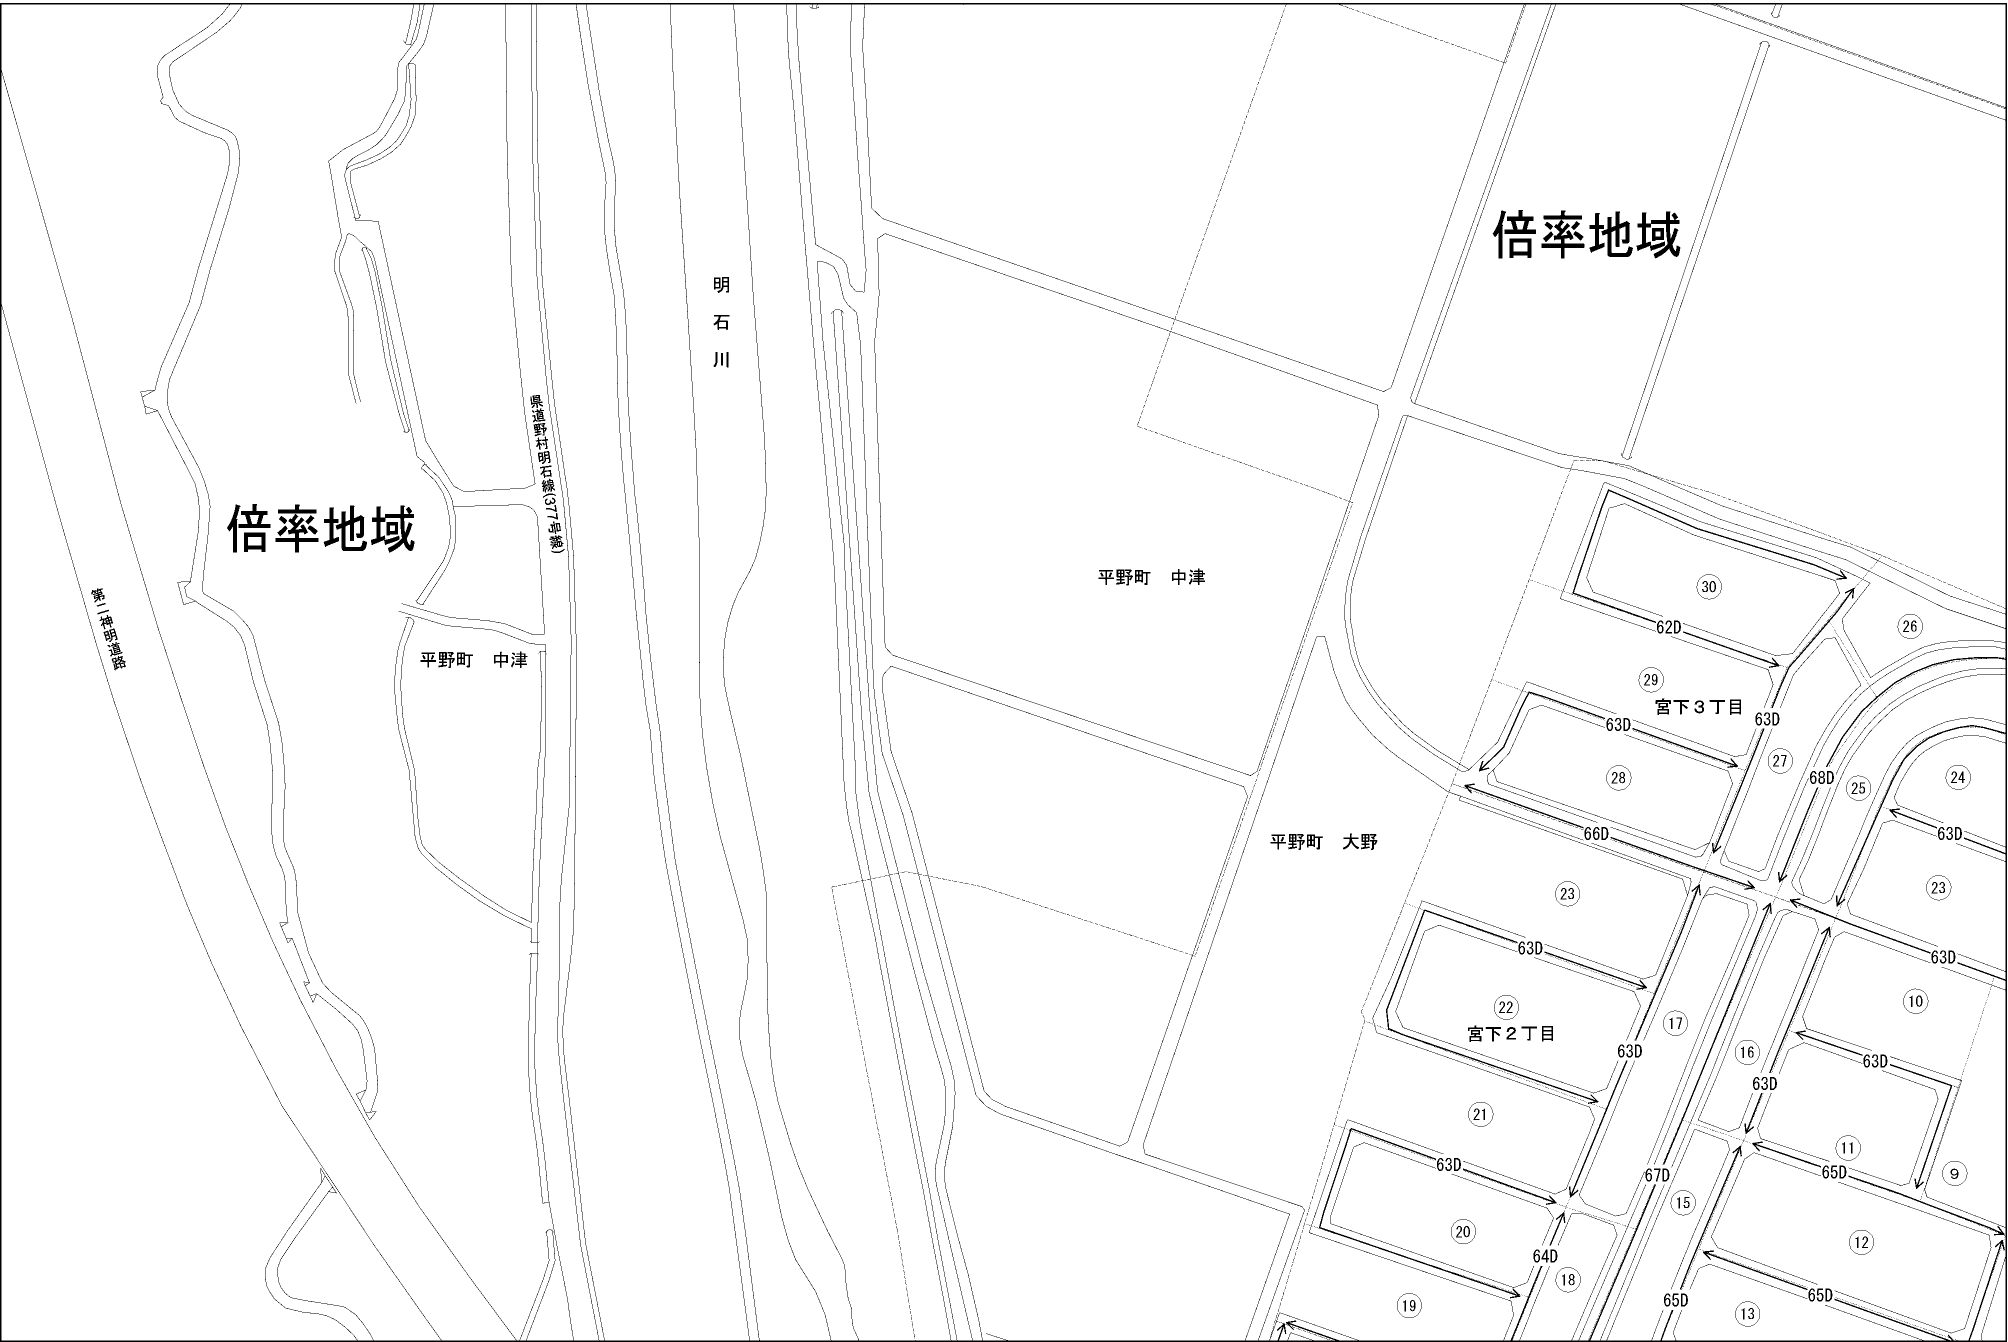 倍率地域
明石川
県道野村明石線(377号線)
倍率地域
平野町　中津
第二神明道路
平野町　中津
30
62D
26
29
宮下３丁目
63D
63D
27
28
68D
25
24
66D
63D
平野町　大野
23
23
63D
63D
22
宮下２丁目
10
17
63D
16
63D
63D
21
11
65D
9
63D
67D
15
20
12
64D
18
65D
65D
19
13